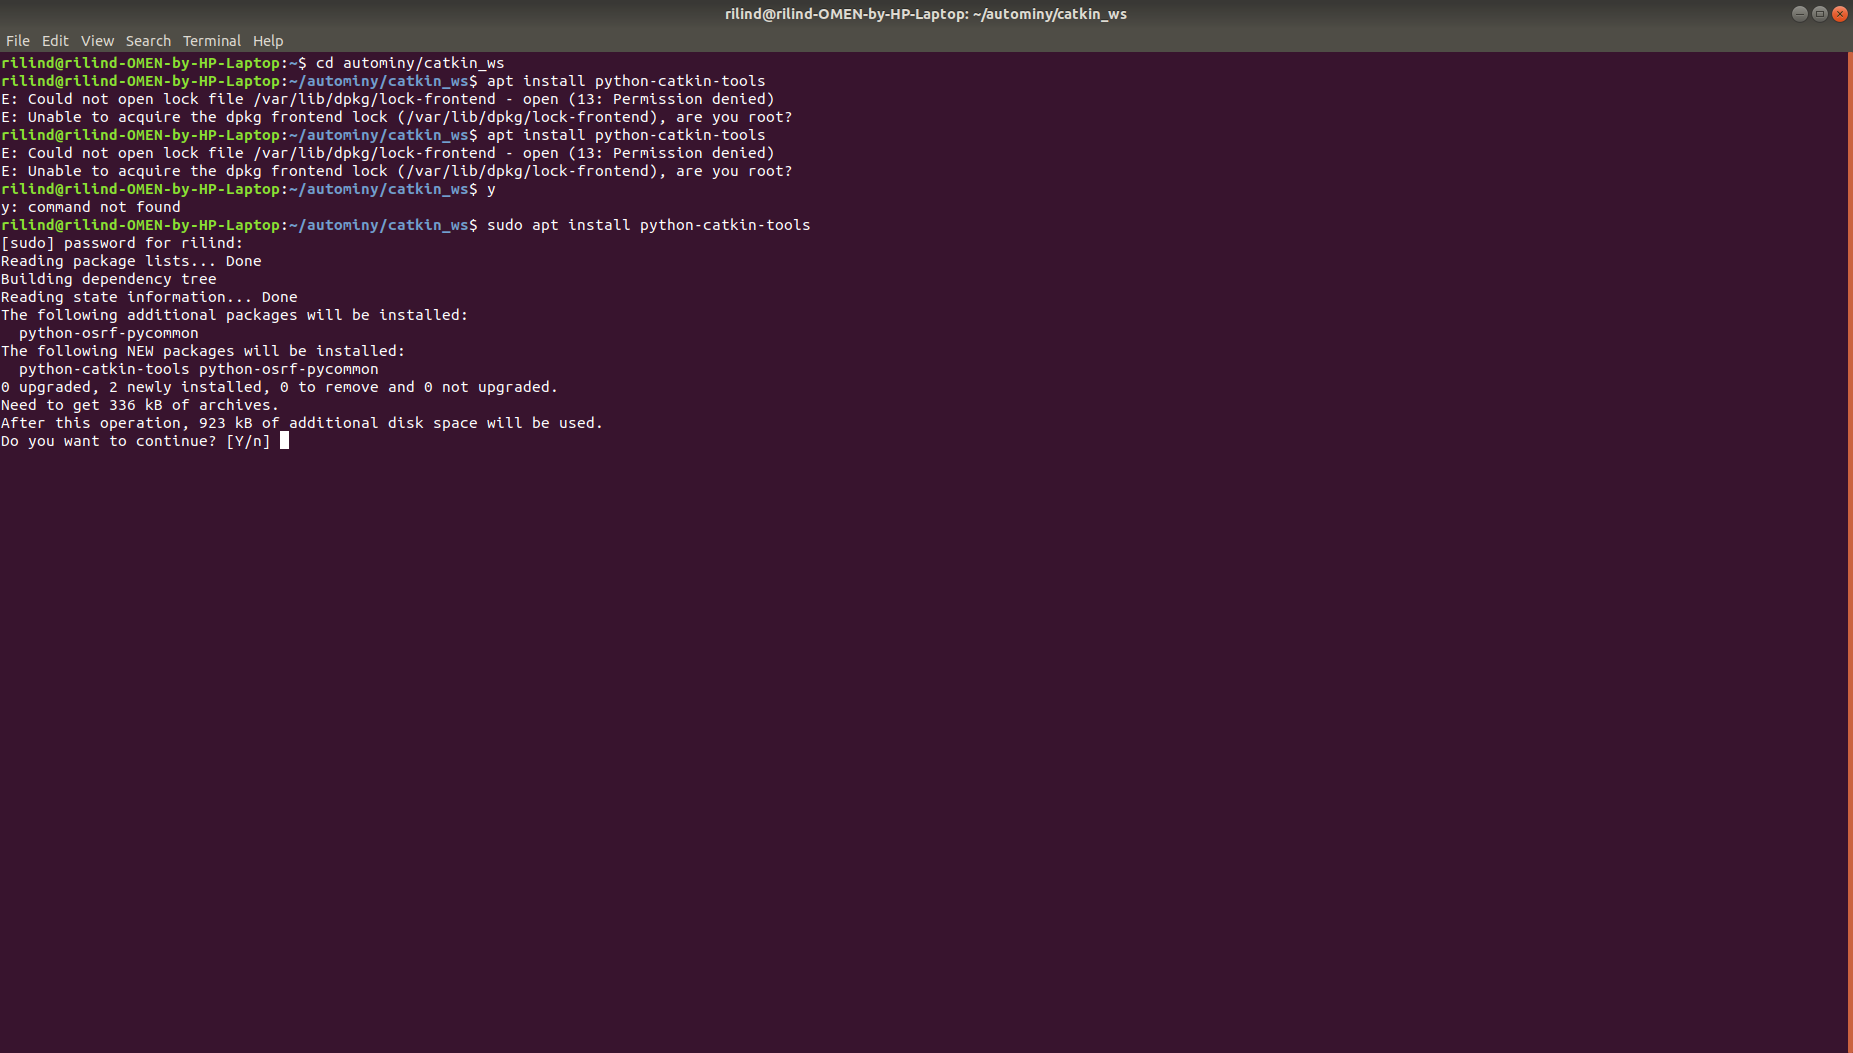 rilind@rilind-OMEN-by-HP-Laptop: ~/autominy/catkin_ws
File Edit View Search Terminal Help
rilind@rilind-OMEN-by-HP-Laptop:~$ cd autominy/catkin_ws
rilind@rilind-OMEN-by-HP-Laptop:~/autominy/catkin_ws$ apt install python-catkin-tools
E: Could not open lock file /var/lib/dpkg/lock-frontend - open (13: Permission denied)
E: Unable to acquire the dpkg frontend lock (/var/lib/dpkg/lock-frontend), are you root?
rilind@rilind-OMEN-by-HP-Laptop:~/autominy/catkin_ws$ apt install python-catkin-tools
E: Could not open lock file /var/lib/dpkg/lock-frontend - open (13: Permission denied)
E: Unable to acquire the dpkg frontend lock (/var/lib/dpkg/lock-frontend), are you root?
rilind@rilind-OMEN-by-HP-Laptop:~/autominy/catkin_ws$ y
y: command not found
rilind@rilind-OMEN-by-HP-Laptop:~/autominy/catkin_ws$ sudo apt install python-catkin-tools
[sudo] password for rilind:
Reading package lists... Done
Building dependency tree
Reading state information... Done
The following additional packages will be installed:
  python-osrf-pycommon
The following NEW packages will be installed:
  python-catkin-tools python-osrf-pycommon
0 upgraded, 2 newly installed, 0 to remove and 0 not upgraded.
Need to get 336 kB of archives.
After this operation, 923 kB of additional disk space will be used.
Do you want to continue? [Y/n]